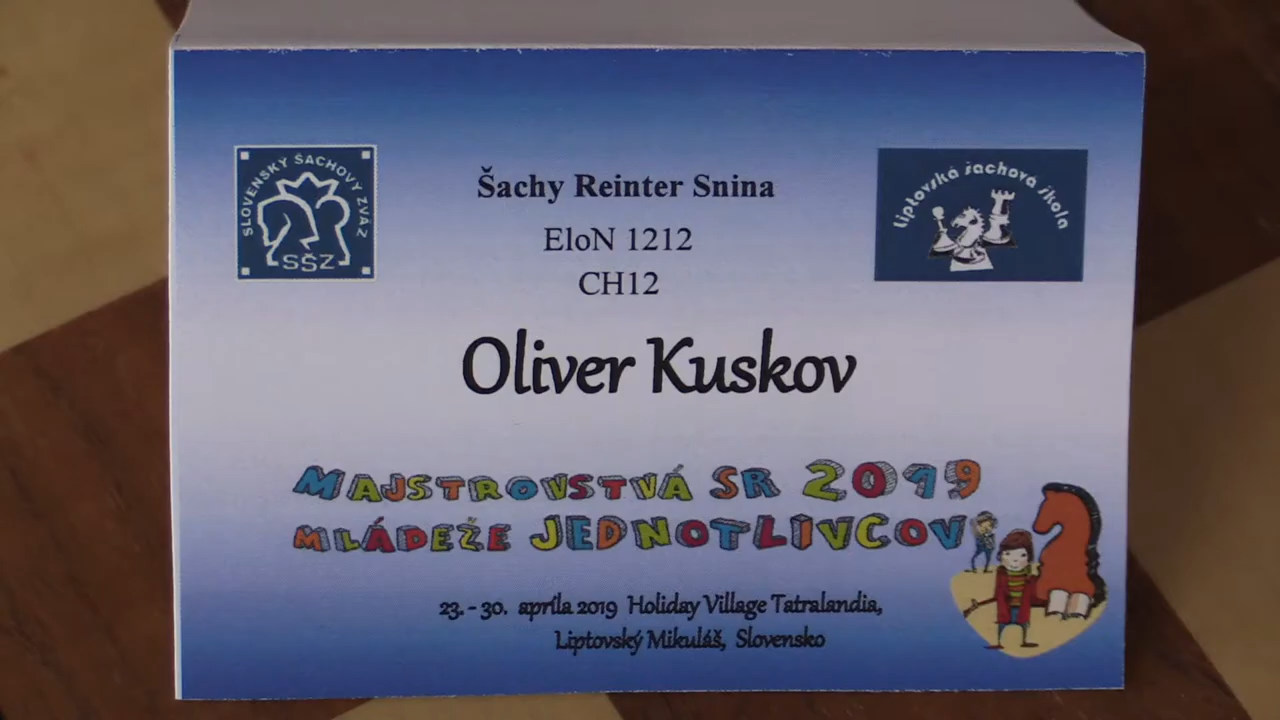 SLOVENSKÝ ŠACHOVÝ ZVÄZ
SŠZ
Šachy Reinter Snina
EloN 1212
CH12
liptovská šachová škola
Oliver Kuskov
MAJSTROVSTVÁ SR 2019
MLÁDEŽE JEDNOTLIVCOV
23. - 30. apríla 2019 Holiday Village Tatralandia,
Liptovský Mikuláš, Slovensko